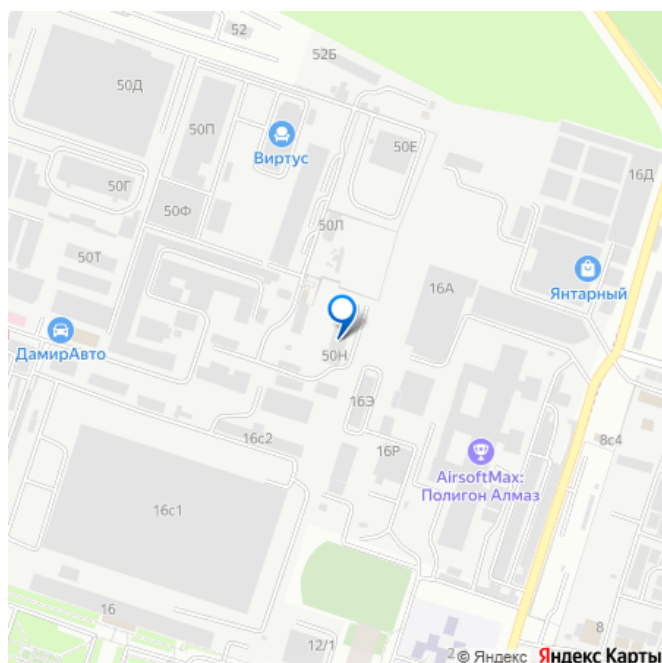 52
52Б
50Д
50П
50Е
Виртус
16Д
50Г
50Ф
50Л
50Т
16А
Янтарный
ДамирАвто
50Н
16Э
8с4
16с2
16Р
AirsoftMax:
Полигон Алмаз
16с1
16
12/1
2
8
© Яндекс Яндекс Карты